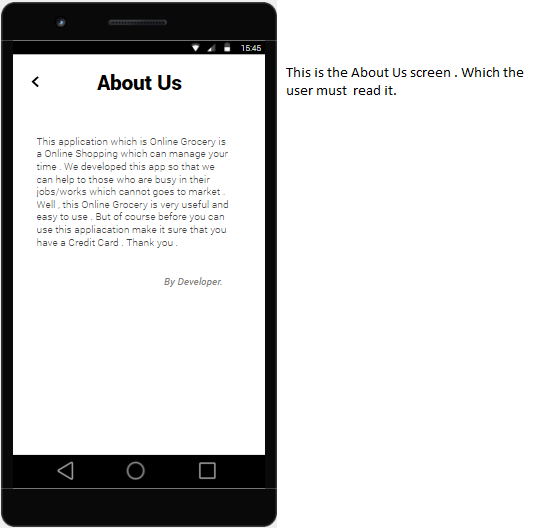 15:45
About Us
This application which is Online Grocery is
a Online Shopping which can manage your
time . We developed this app so that we
can help to those who are busy in their
jobs/works which cannot goes to market .
Well , this Online Grocery is very useful and
easy to use . But of course before you can
use this appliacation make it sure that you
have a Credit Card . Thank you .
By Developer.
This is the About Us screen . Which the
user must read it.